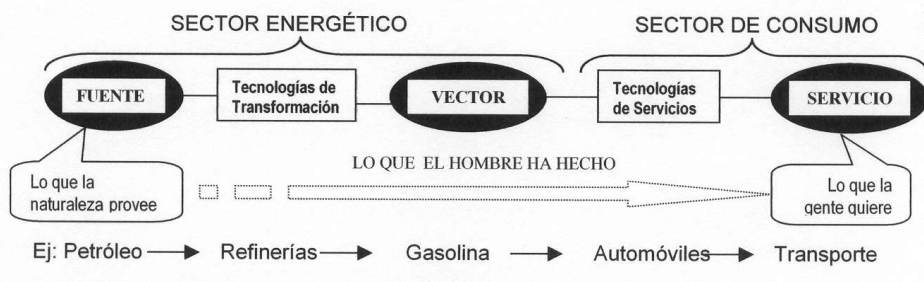 SECTOR ENERGÉTICO
SECTOR DE CONSUMO
FUENTE
Tecnologías de
Transformación
VECTOR
Tecnologías
de Servicios
SERVICIO
LO QUE EL HOMBRE HA HECHO
Lo que la
naturaleza provee
Lo que la
gente quiere
Ej: Petróleo Refinerías Gasolina Automóviles Transporte